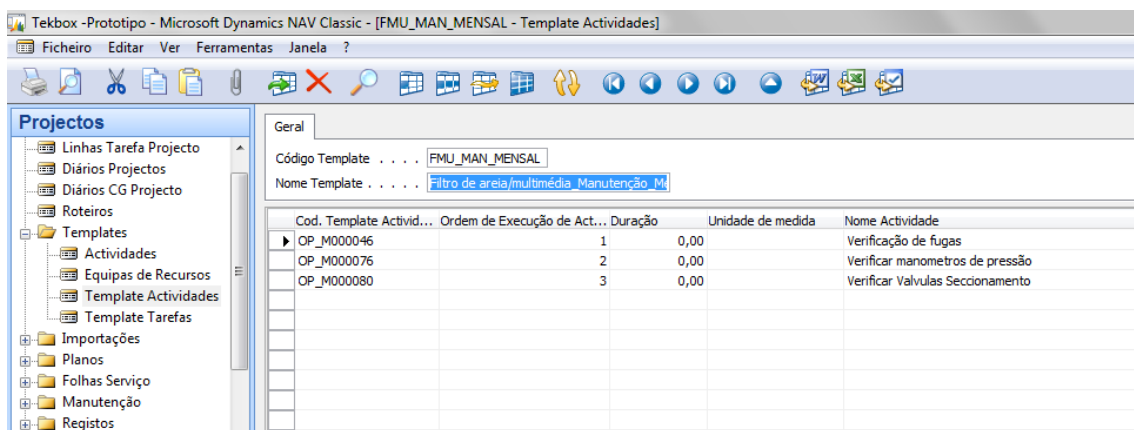 Tekbox -Prototipo - Microsoft Dynamics NAV Classic - [FMU_MAN_MENSAL - Template Actividades]
Ficheiro Editar Ver Ferramentas Janela ?
Projectos
Linhas Tarefa Projecto
Diários Projectos
Diários CG Projecto
Roteiros
Templates
Actividades
Equipas de Recursos
Template Actividades
Template Tarefas
Importações
Planos
Folhas Serviço
Manutenção
Registos
Geral
Código Template . . . . FMU_MAN_MENSAL
Nome Template . . . . . Filtro de areia/multimédia_Manutenção_Me
Cod. Template Activid... Ordem de Execução de Act... Duração Unidade de medida Nome Actividade
OP_M000046 1 0,00 Verificação de fugas
OP_M000076 2 0,00 Verificar manometros de pressão
OP_M000080 3 0,00 Verificar Valvulas Seccionamento